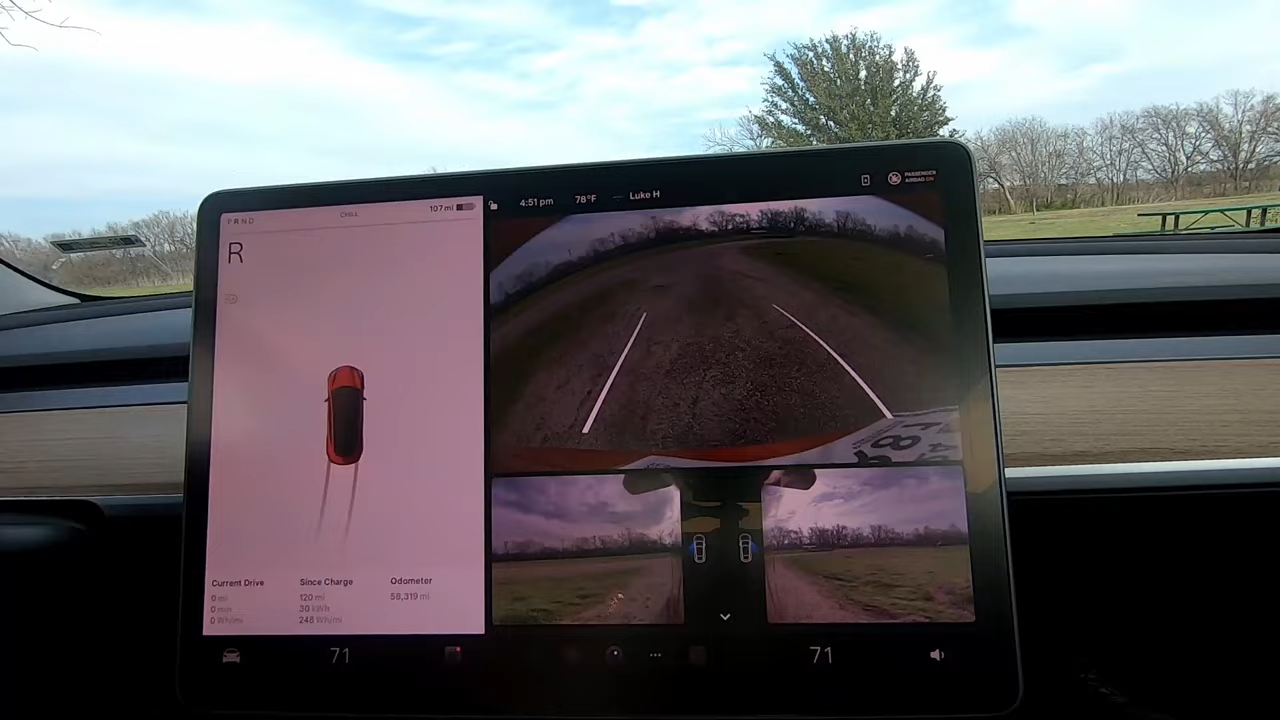 PRND
CHILL
107 mi
R
4:51 pm
78°F
Luke H
PASSENGER
AIRBAG ON
Current Drive
0 mi
0 min
0 Wh/mi
Since Charge
120 mi
30 kWh
248 Wh/mi
Odometer
58,319 mi
71
71